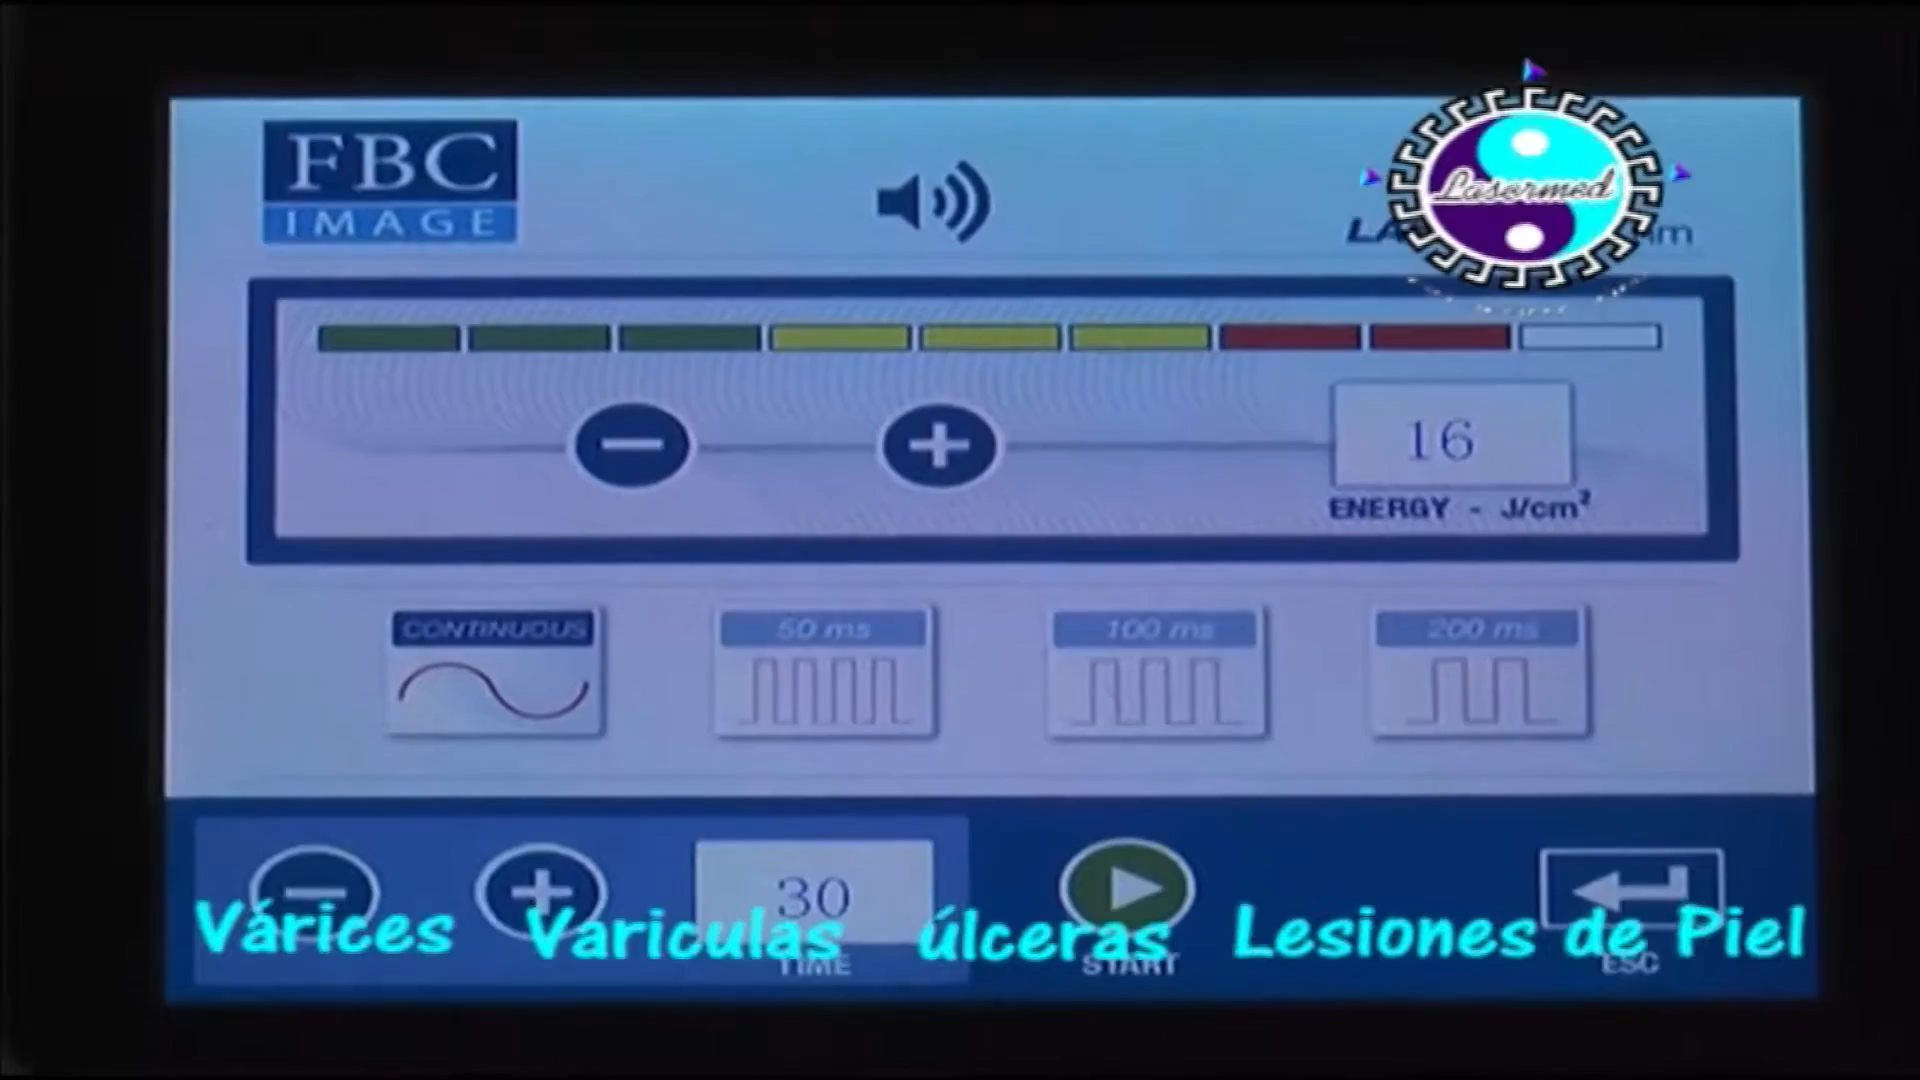 FBC
IMAGE
Lasermed
16
ENERGY - J/cm²
CONTINUOUS
50 ms
100 ms
200 ms
30
TIME
START
ESC
Várices Variculas úlceras Lesiones de Piel